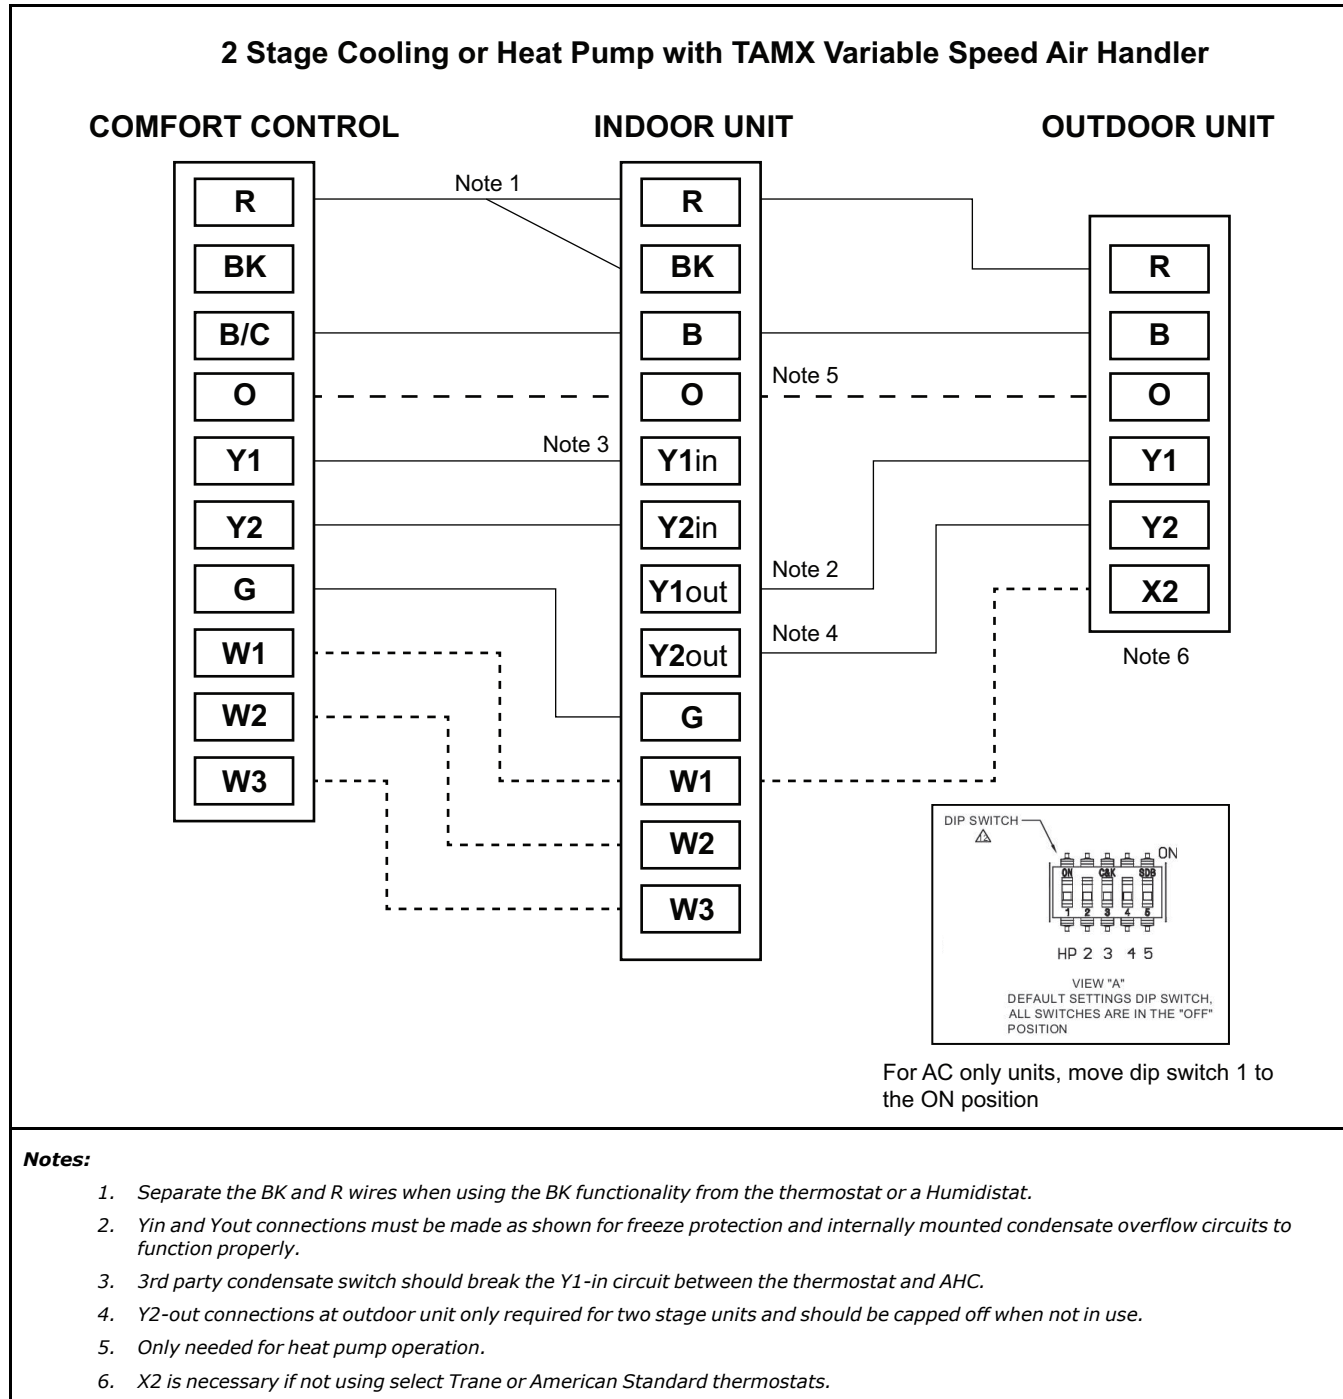 2 Stage Cooling or Heat Pump with TAMX Variable Speed Air Handler
COMFORT CONTROL
INDOOR UNIT
OUTDOOR UNIT
R
BK
B/C
O
Y1
Y2
G
W1
W2
W3
Note 1
Note 3
R
BK
B
O
Y1in
Y2in
Y1out
Y2out
G
W1
W2
W3
Note 5
Note 2
Note 4
R
B
O
Y1
Y2
X2
Note 6
DIP SWITCH
ON
ON C&K SDB
1 2 3 4 5
HP 2 3 4 5
VIEW "A"
DEFAULT SETTINGS DIP SWITCH,
ALL SWITCHES ARE IN THE "OFF"
POSITION
For AC only units, move dip switch 1 to
the ON position
Notes:
1. Separate the BK and R wires when using the BK functionality from the thermostat or a Humidistat.
2. Yin and Yout connections must be made as shown for freeze protection and internally mounted condensate overflow circuits to
function properly.
3. 3rd party condensate switch should break the Y1-in circuit between the thermostat and AHC.
4. Y2-out connections at outdoor unit only required for two stage units and should be capped off when not in use.
5. Only needed for heat pump operation.
6. X2 is necessary if not using select Trane or American Standard thermostats.